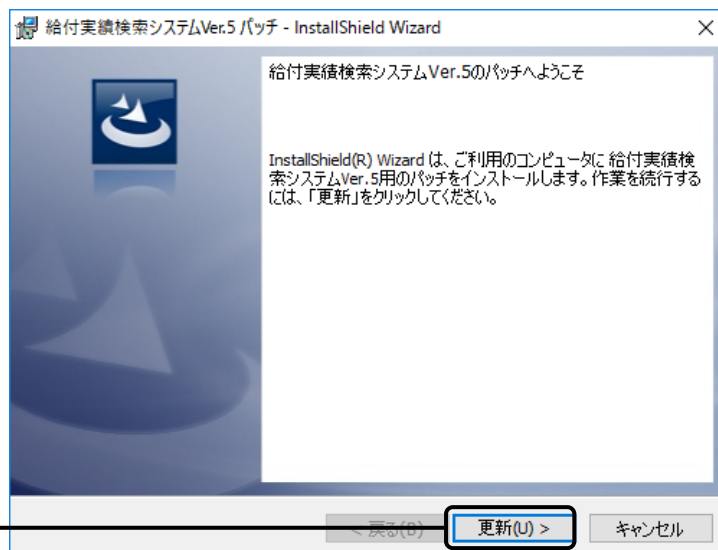 給付実績検索システムVer.5 パッチ - InstallShield Wizard
給付実績検索システムVer.5のパッチへようこそ
InstallShield(R) Wizard は、ご利用のコンピュータに 給付実績検
索システムVer.5用のパッチをインストールします。作業を続行する
には、「更新」をクリックしてください。
< 戻る(B)
更新(U) >
キャンセル